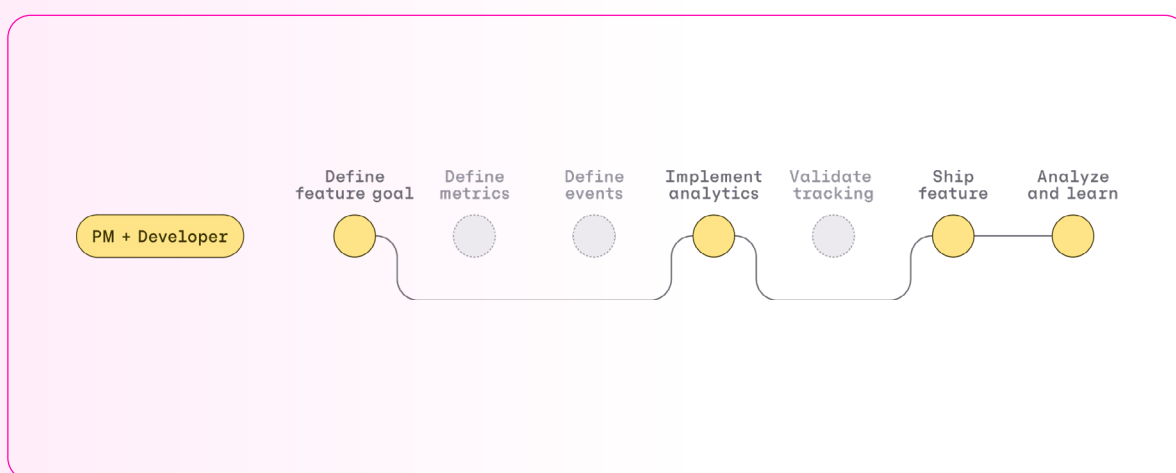 Define
feature goal
Define
metrics
Define
events
Implement
analytics
Validate
tracking
Ship
feature
Analyze
and learn
PM + Developer